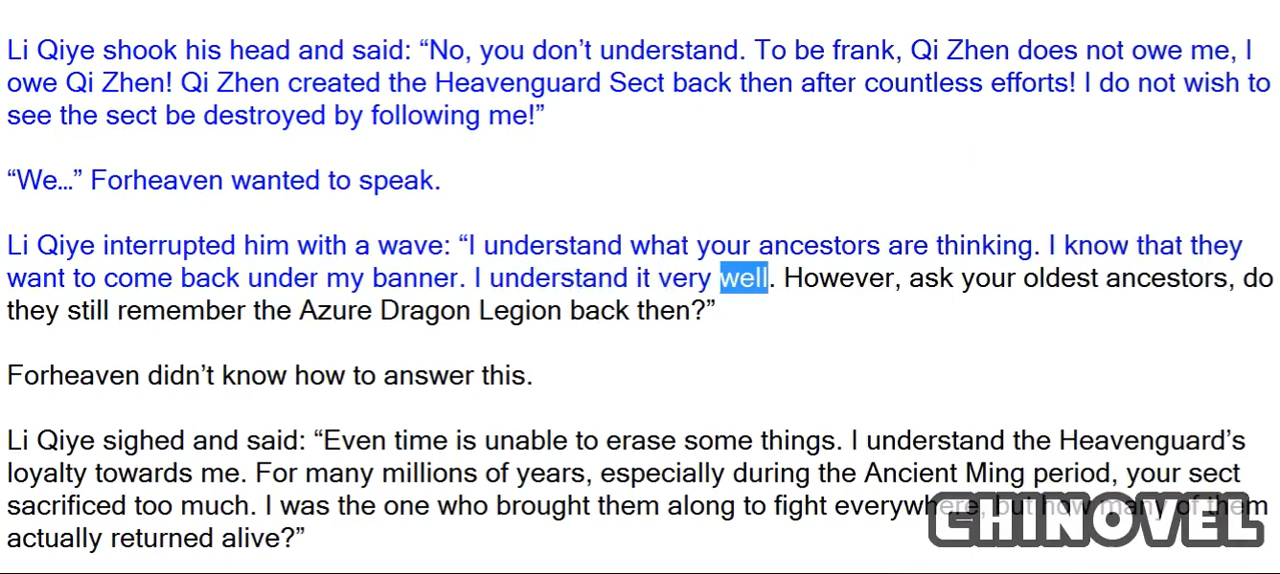 Li Qiye shook his head and said: “No, you don’t understand. To be frank, Qi Zhen does not owe me, I
owe Qi Zhen! Qi Zhen created the Heavenguard Sect back then after countless efforts! I do not wish to
see the sect be destroyed by following me!”
“We…” Forheaven wanted to speak.
Li Qiye interrupted him with a wave: “I understand what your ancestors are thinking. I know that they
want to come back under my banner. I understand it very well. However, ask your oldest ancestors, do
they still remember the Azure Dragon Legion back then?”
Forheaven didn’t know how to answer this.
Li Qiye sighed and said: “Even time is unable to erase some things. I understand the Heavenguard’s
loyalty towards me. For many millions of years, especially during the Ancient Ming period, your sect
sacrificed too much. I was the one who brought them along to fight everywhere, but how many of them
actually returned alive?”
CHINOVEL